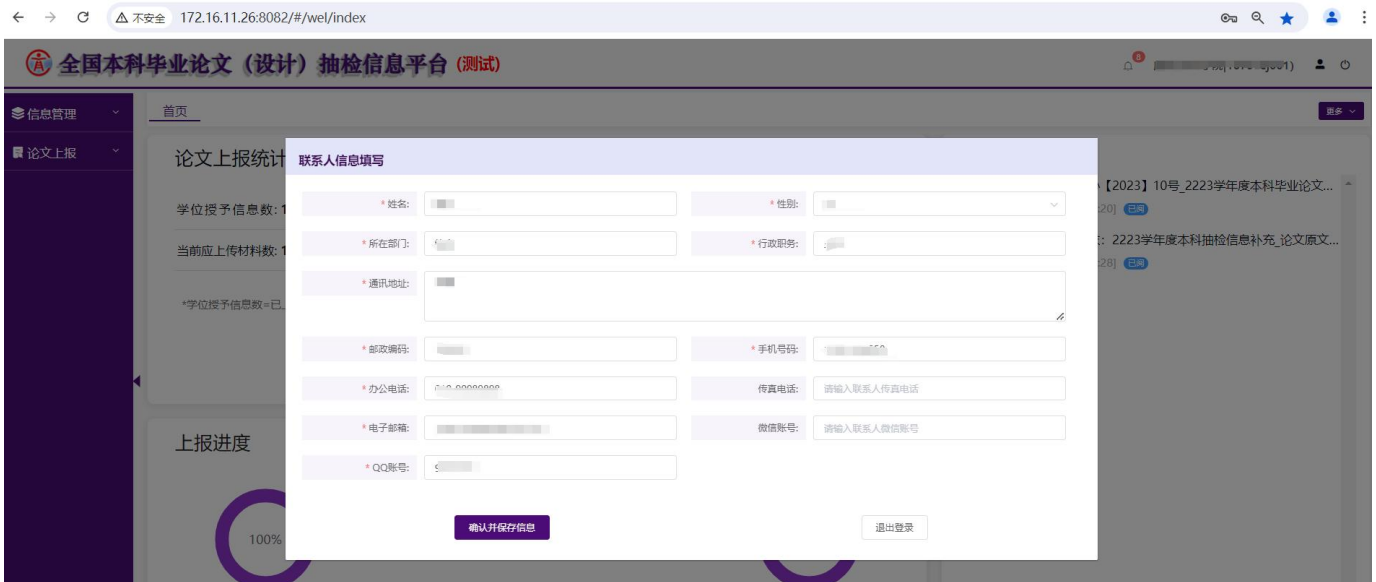 不安全 172.16.11.26:8082/#/wel/index
全国本科毕业论文（设计）抽检信息平台 (测试)
8
信息管理
首页
更多
论文上报
论文上报统计
联系人信息填写
【2023】10号_2223学年度本科毕业论文...
* 姓名:
* 性别:
:20] 已阅
学位授予信息数: 1
* 所在部门:
* 行政职务:
：2223学年度本科抽检信息补充_论文原文...
当前应上传材料数: 1
:28] 已阅
* 通讯地址:
*学位授予信息数=已
* 邮政编码:
* 手机号码:
* 办公电话:
传真电话: 请输入联系人传真电话
* 电子邮箱:
微信账号: 请输入联系人微信账号
上报进度
* QQ账号:
确认并保存信息
退出登录
100%